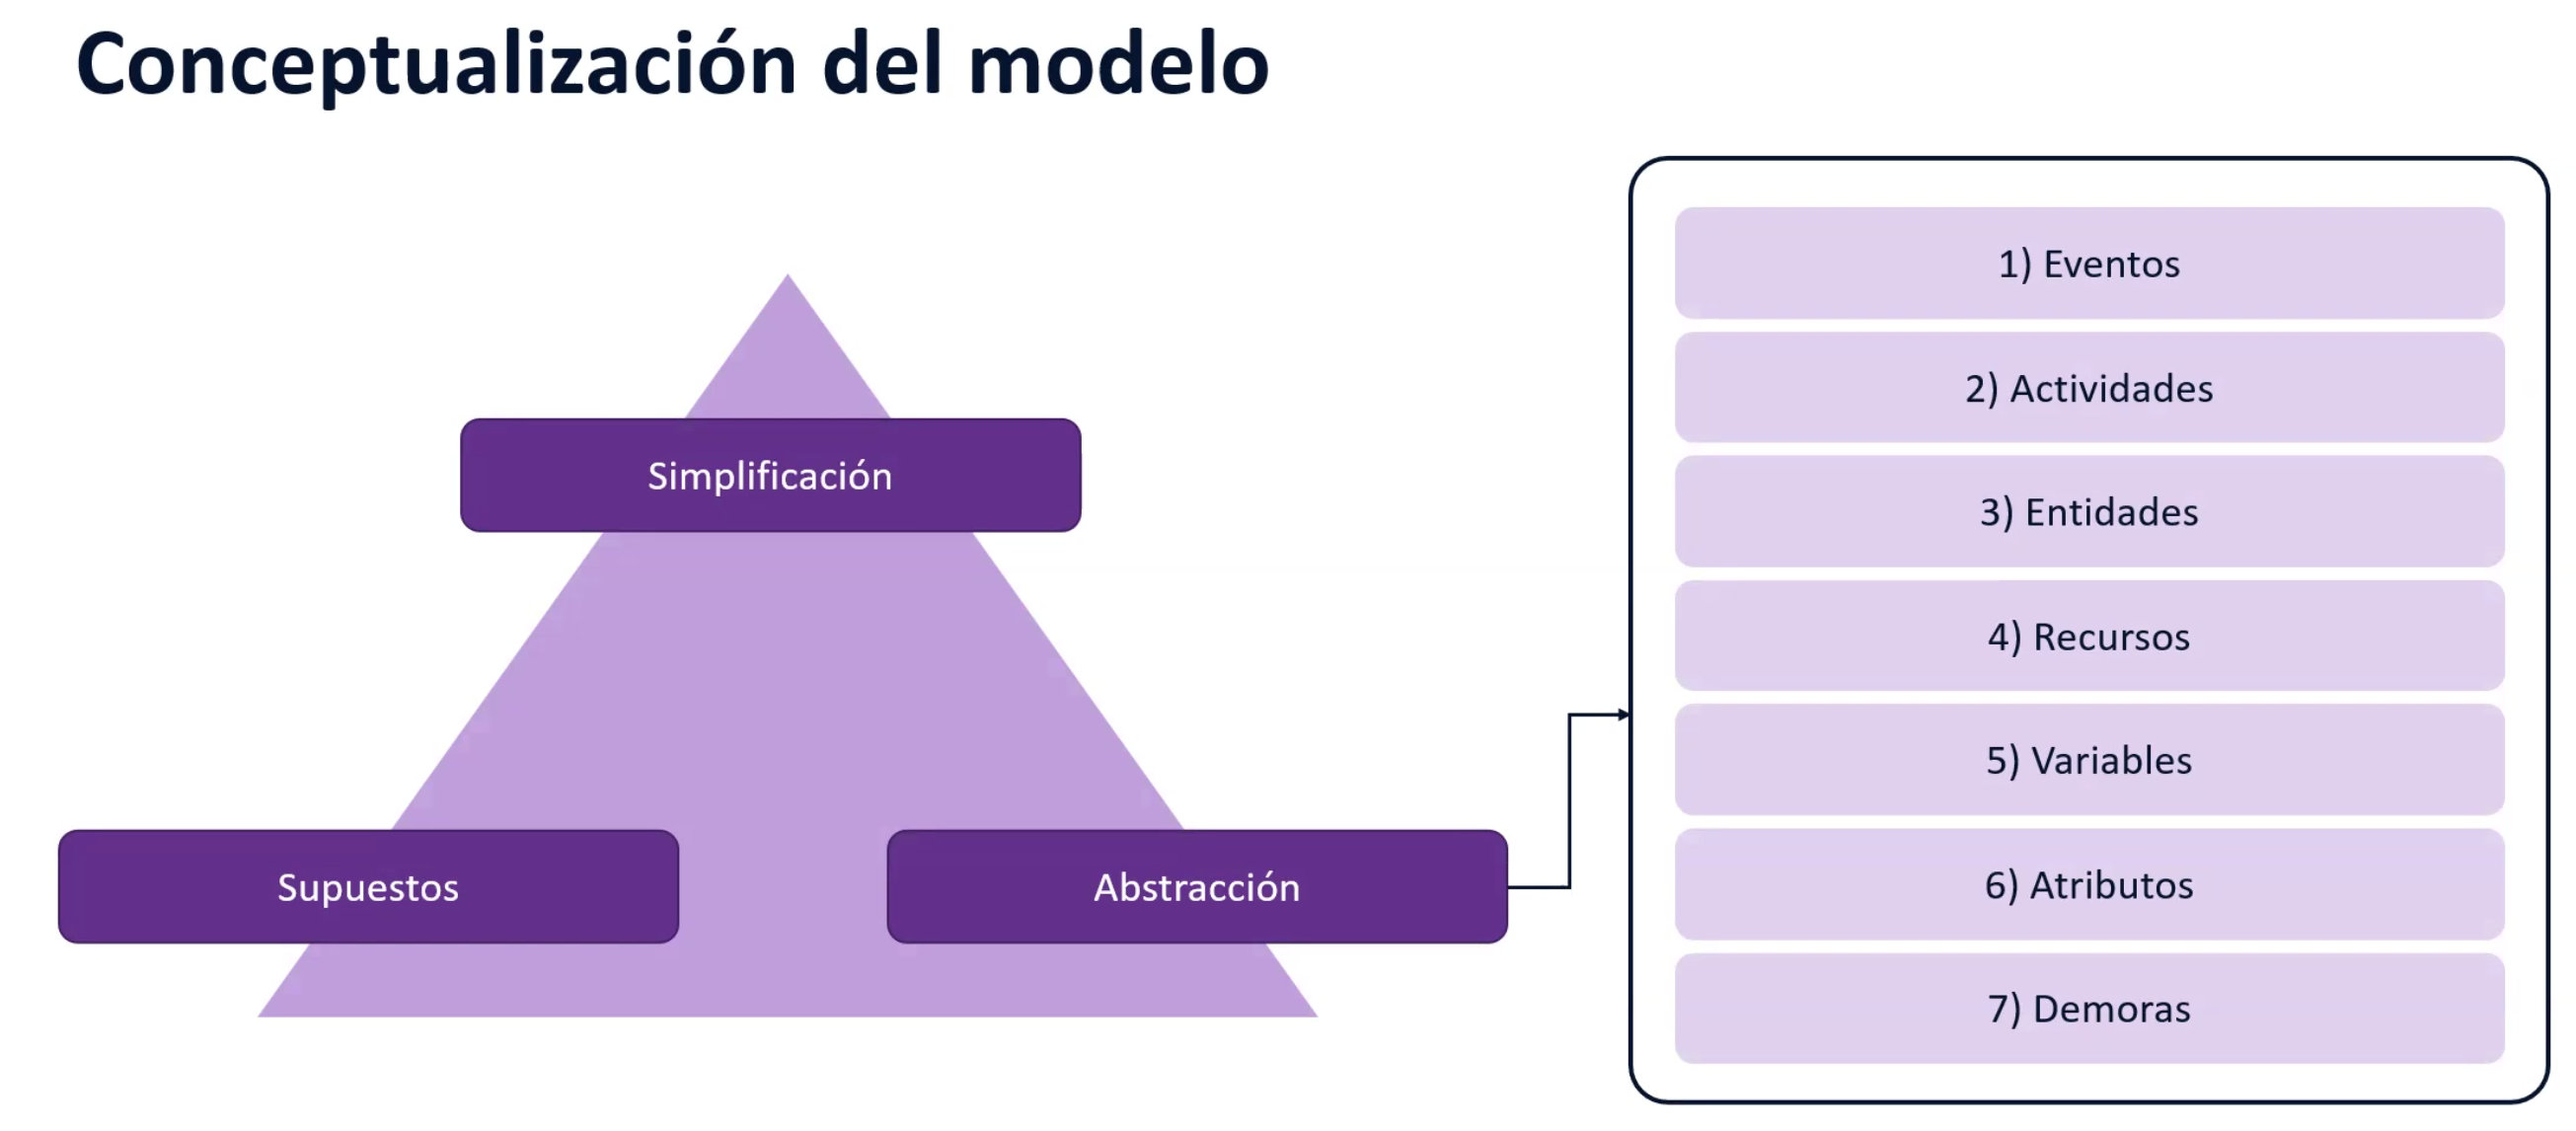 Conceptualización del modelo
Simplificación
Supuestos
Abstracción
1) Eventos
2) Actividades
3) Entidades
4) Recursos
5) Variables
6) Atributos
7) Demoras